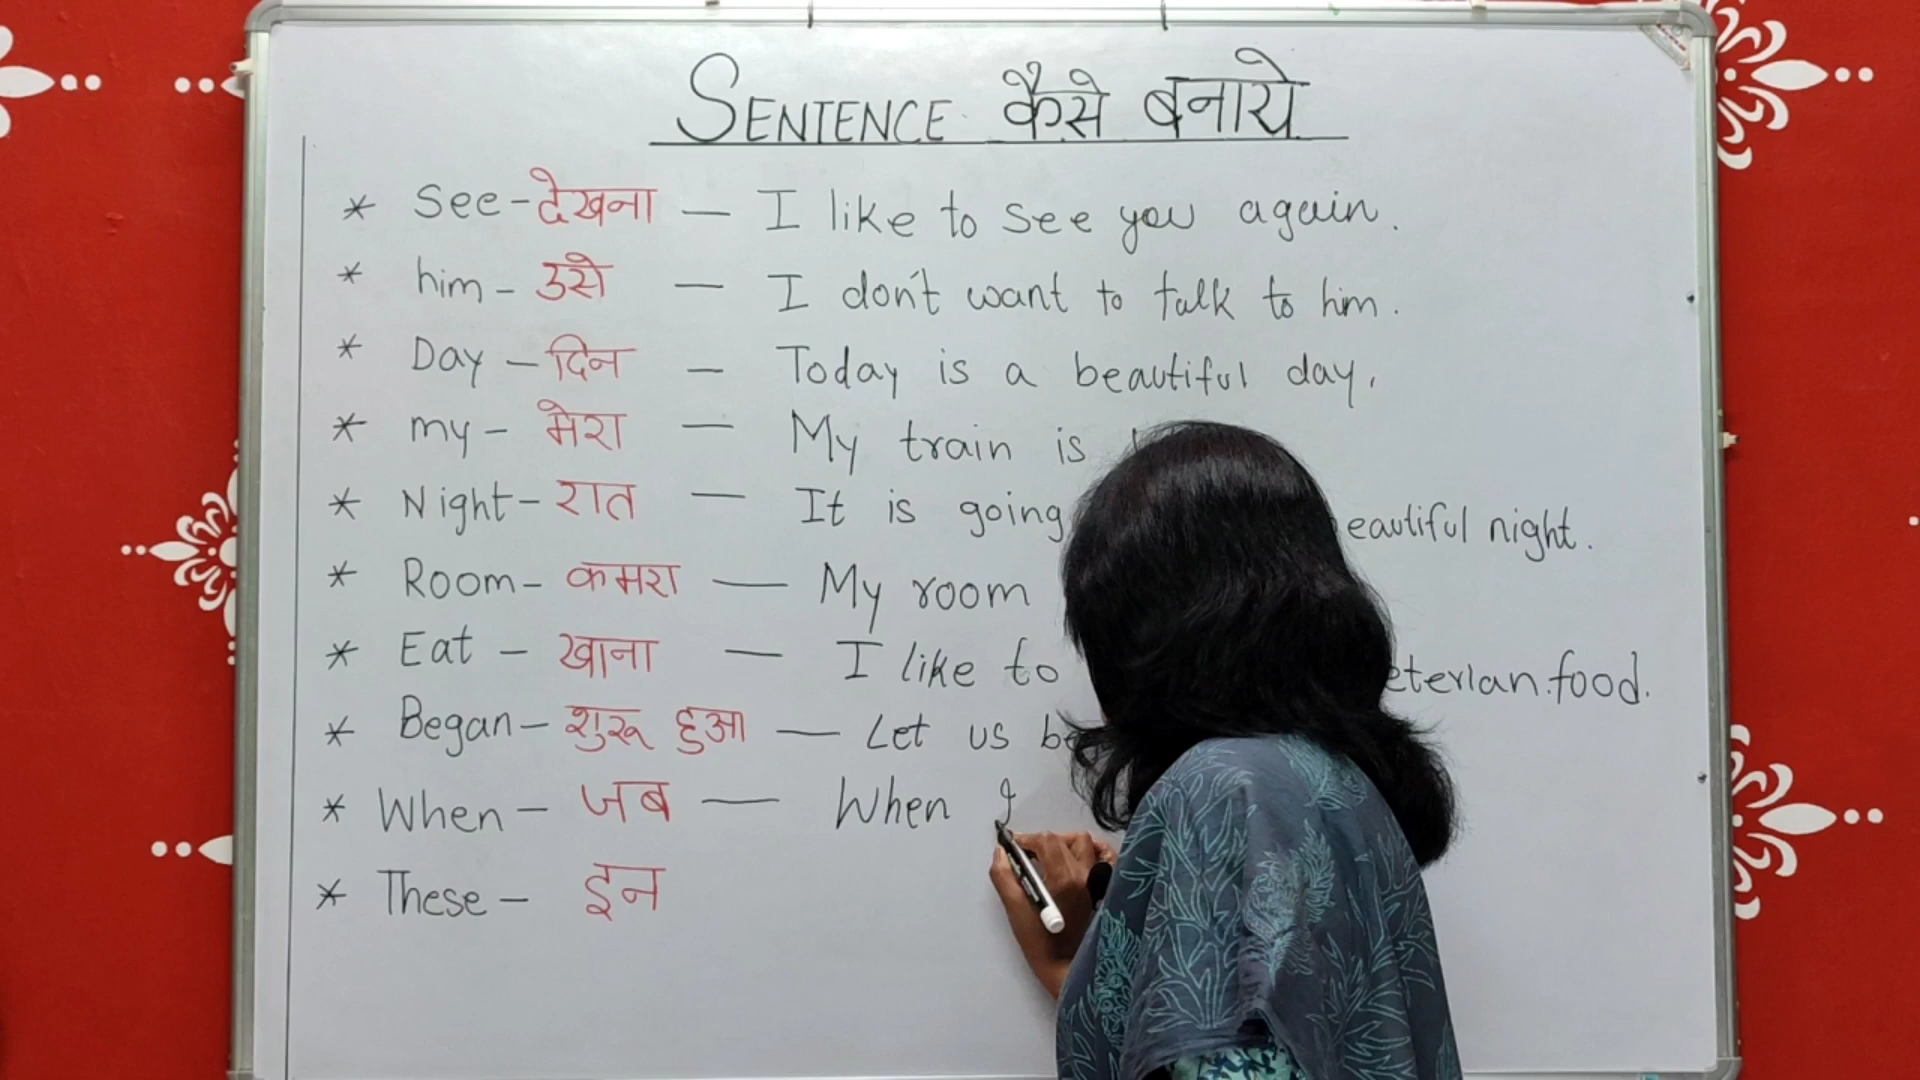 SENTENCE कैसे बनाये
* See - देखना — I like to see you again.
* him - उसे — I don't want to talk to him.
* Day - दिन — Today is a beautiful day.
* my - मेरा — My train is
* Night - रात — It is going eautiful night.
* Room - कमरा — My room
* Eat - खाना — I like to eterian food.
* Began - शुरू हुआ — Let us be
* When - जब — When I
* These - इन